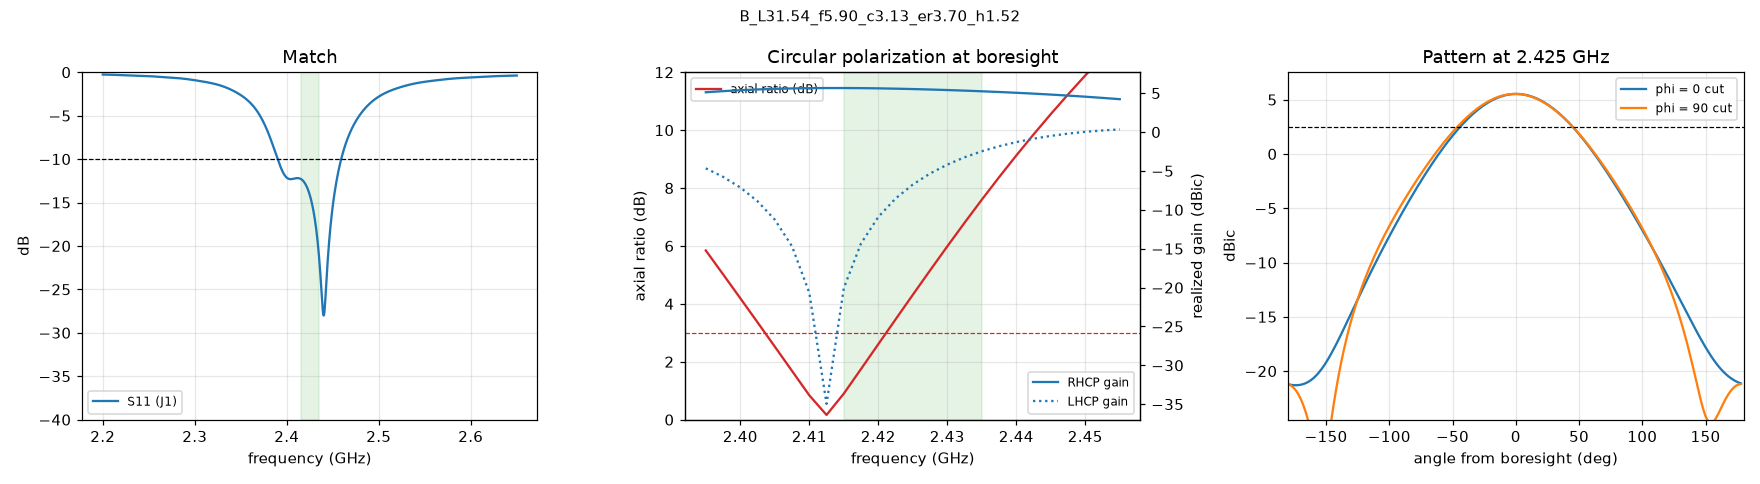 B_L31.54_f5.90_c3.13_er3.70_h1.52
Match
dB
0
−5
−10
−15
−20
−25
−30
−35
−40
S11 (J1)
2.2
2.3
2.4
2.5
2.6
frequency (GHz)
Circular polarization at boresight
axial ratio (dB)
12
10
8
6
4
2
0
axial ratio (dB)
5
0
−5
−10
−15
−20
−25
−30
−35
realized gain (dBic)
RHCP gain
LHCP gain
2.40
2.41
2.42
2.43
2.44
2.45
frequency (GHz)
Pattern at 2.425 GHz
dBic
5
0
−5
−10
−15
−20
phi = 0 cut
phi = 90 cut
−150
−100
−50
0
50
100
150
angle from boresight (deg)